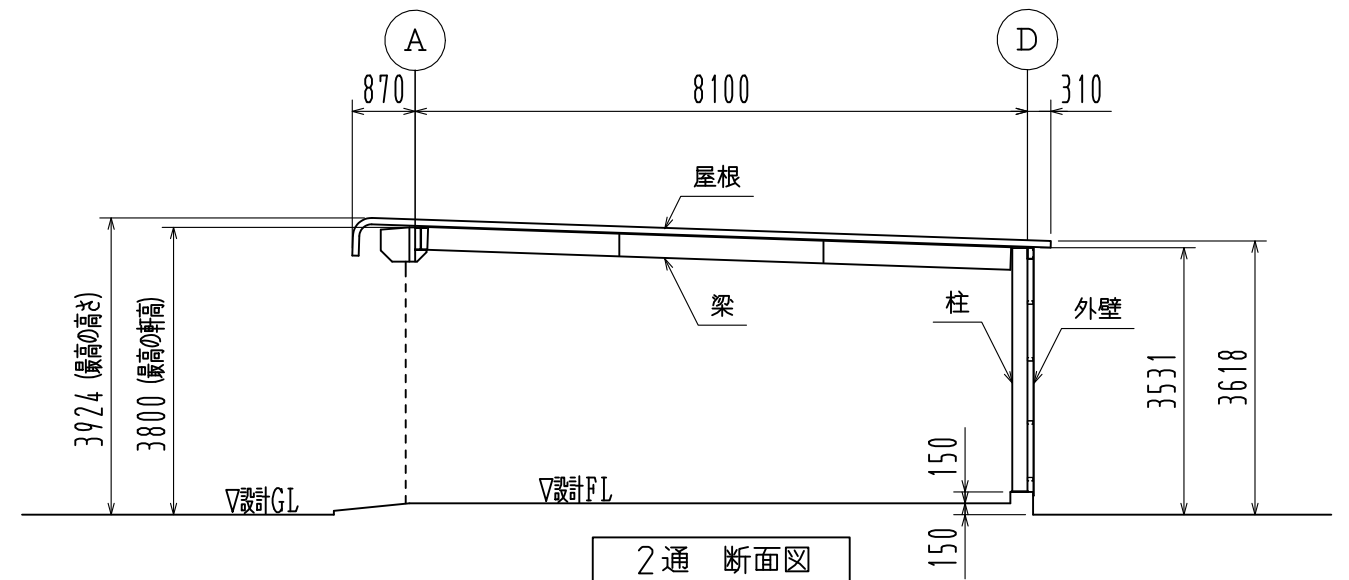 A
D
870
8100
310
屋根
梁
柱
外壁
3924 (最高の高さ)
3800 (最高の軒高)
3531
3618
150
▽設計GL
▽設計FL
150
2通 断面図